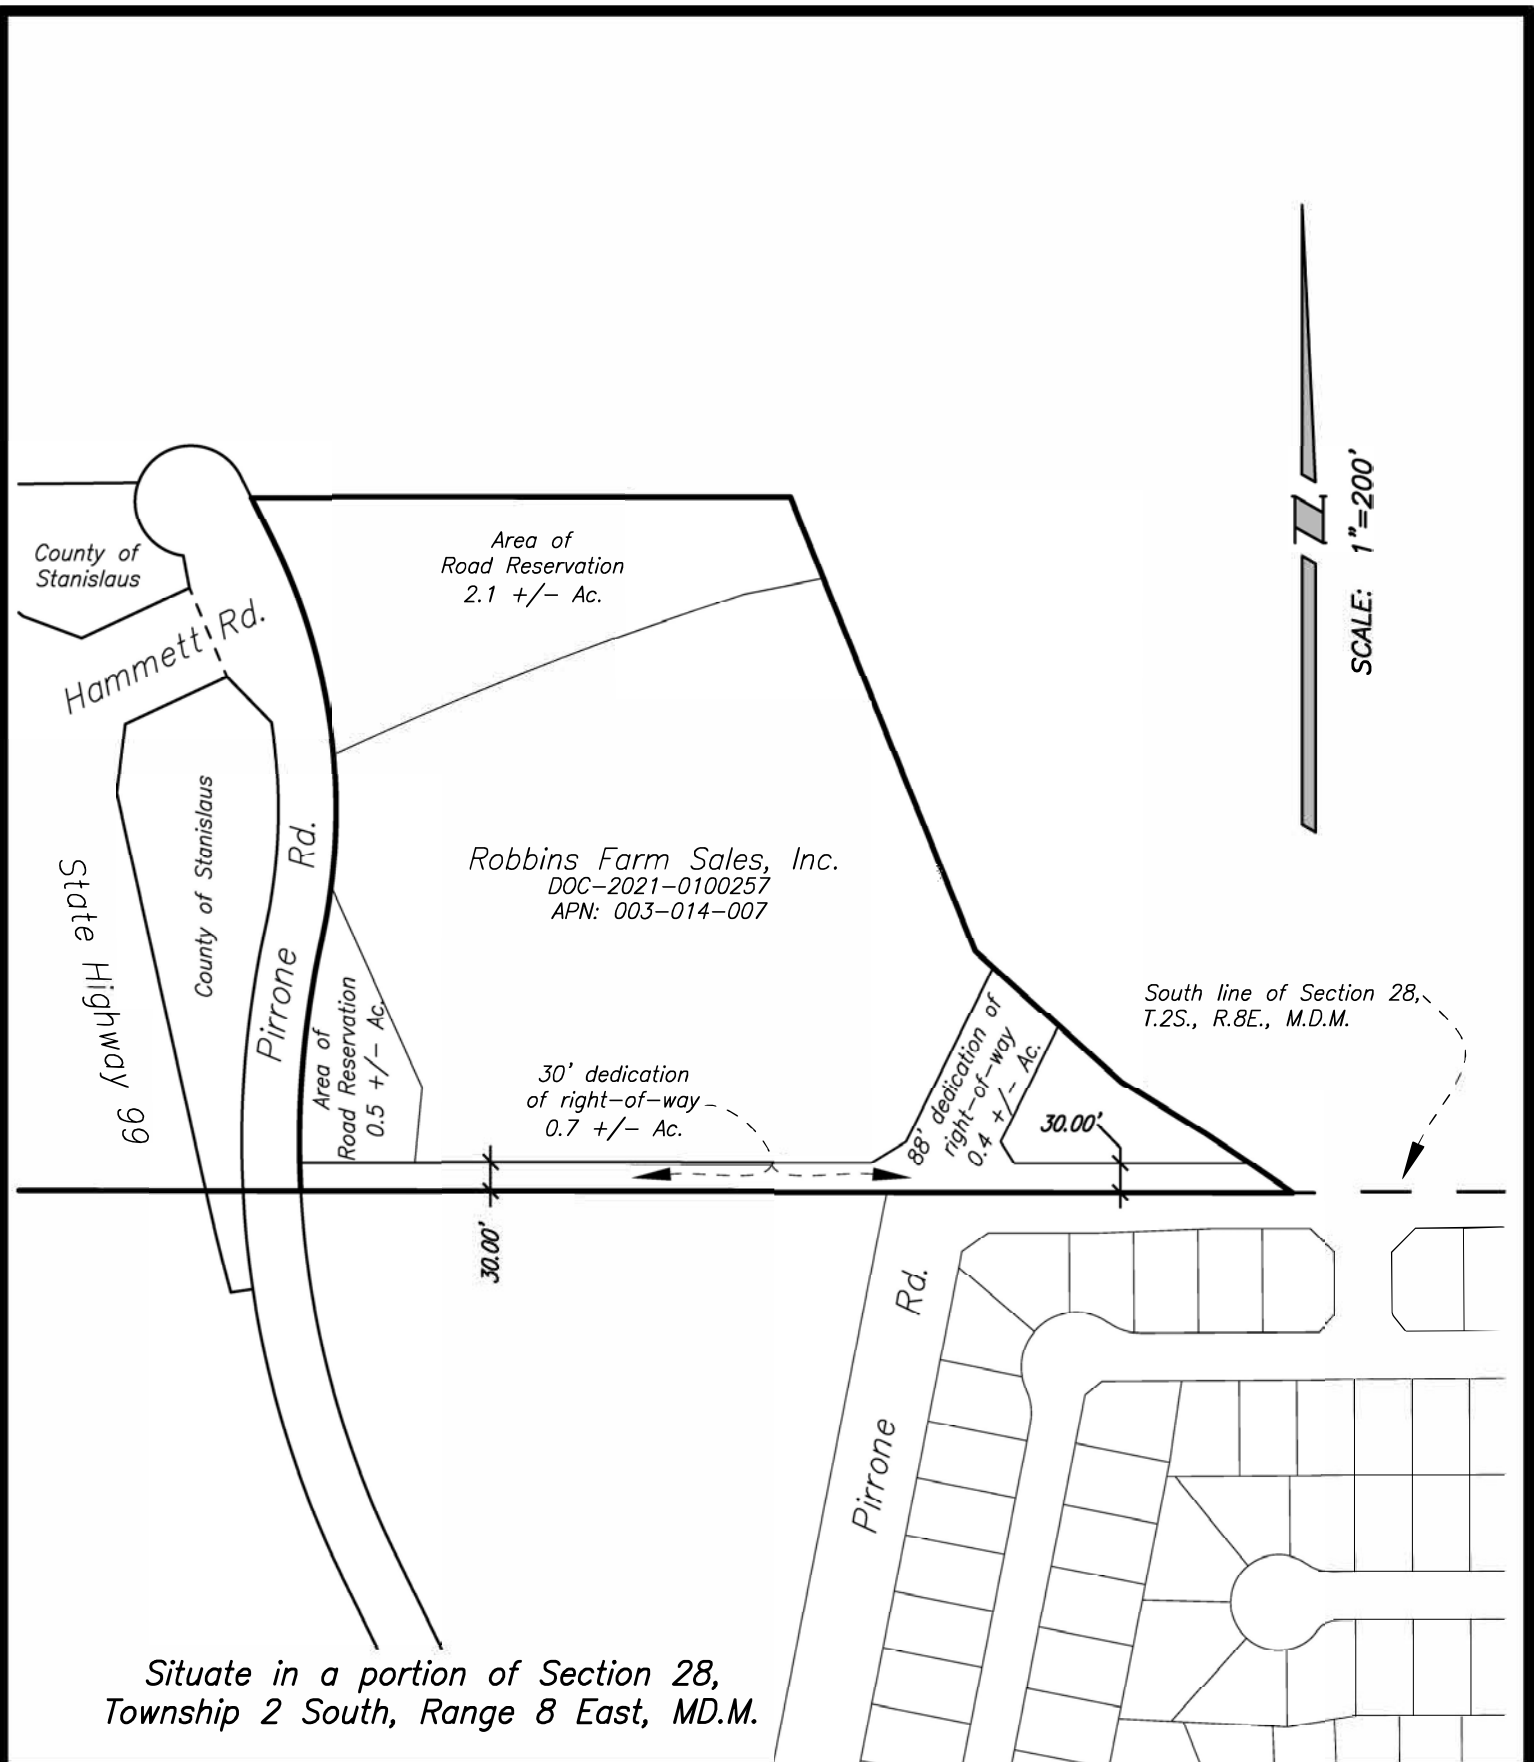 SCALE: 1"=200'
Area of
Road Reservation
2.1 +/- Ac.
County of
Stanislaus
Hammett Rd.
Robbins Farm Sales, Inc.
DOC-2021-0100257
APN: 003-014-007
County of Stanislaus
Pirrone Rd.
State Highway 99
Area of
Road Reservation
0.5 +/- Ac.
30' dedication
of right-of-way
0.7 +/- Ac.
88' dedication of
right-of-way
0.4 +/- Ac.
30.00'
South line of Section 28,
T.2S., R.8E., M.D.M.
30.00'
Pirrone Rd.
Situate in a portion of Section 28,
Township 2 South, Range 8 East, MD.M.